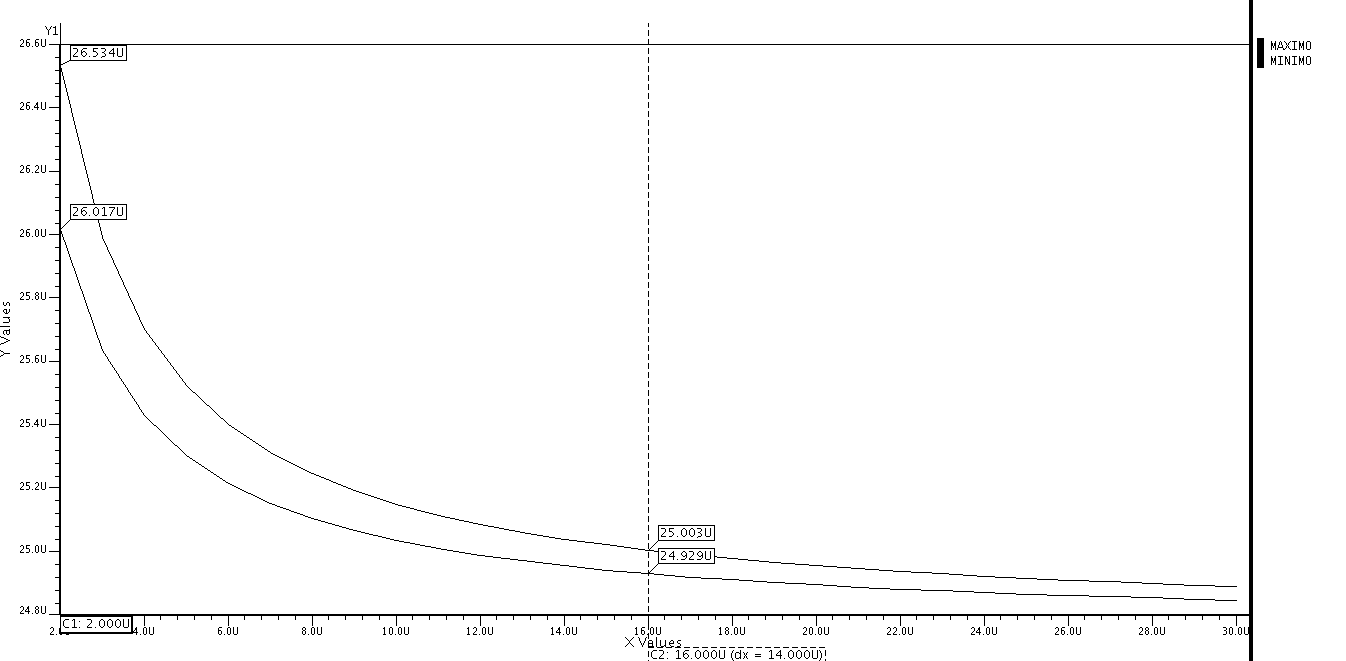 Y1
26.6U
26.534U
MAXIMO
MINIMO
26.4U
26.2U
26.017U
26.0U
25.8U
Y Values
25.6U
25.4U
25.2U
25.003U
25.0U
24.929U
24.8U
C1: 2.000U
4.0U 6.0U 8.0U 10.0U 12.0U 14.0U 16.0U 18.0U 20.0U 22.0U 24.0U 26.0U 28.0U 30.0U
X Values
C2: 16.000U (dx = 14.000U)